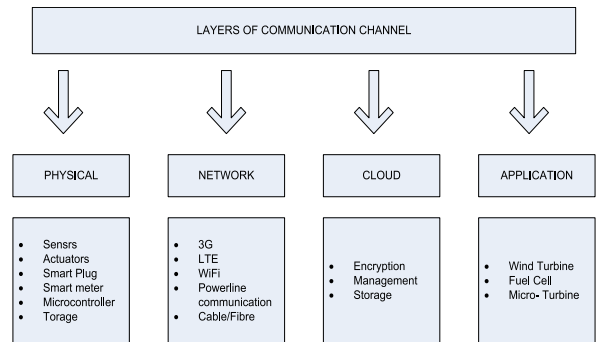 LAYERS OF COMMUNICATION CHANNEL
PHYSICAL
NETWORK
CLOUD
APPLICATION
• Sensrs
• Actuators
• Smart Plug
• Smart meter
• Microcontroller
• Torage
• 3G
• LTE
• WiFi
• Powerline
communication
• Cable/Fibre
• Encryption
• Management
• Storage
• Wind Turbine
• Fuel Cell
• Micro- Turbine